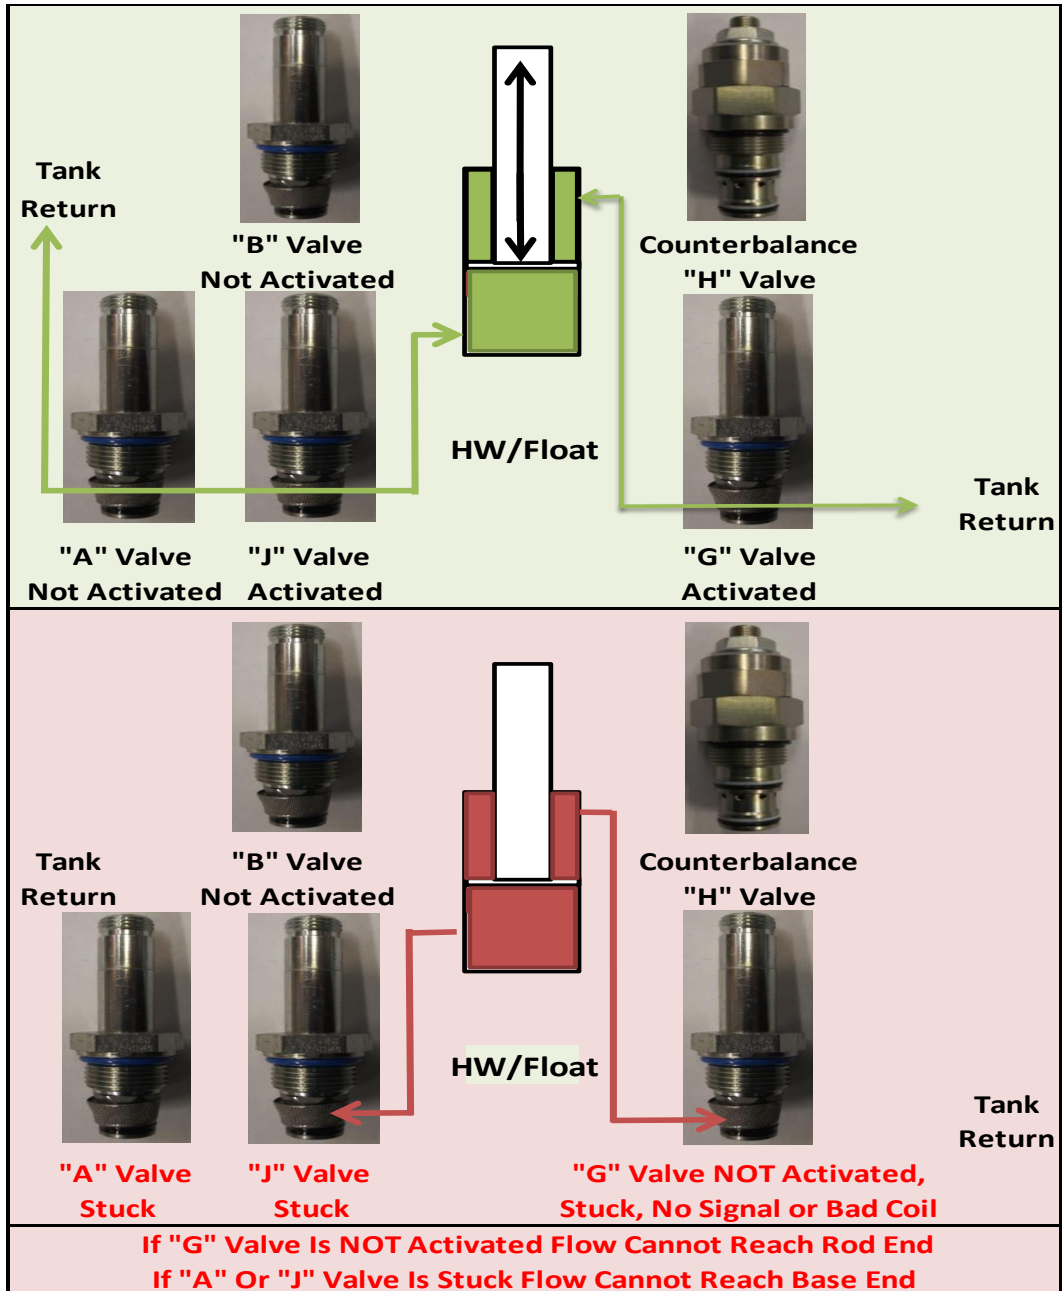 Tank
Return
"B" Valve
Not Activated
Counterbalance
"H" Valve
HW/Float
Tank
Return
"A" Valve
Not Activated
"J" Valve
Activated
"G" Valve
Activated
Tank
Return
"B" Valve
Not Activated
Counterbalance
"H" Valve
HW/Float
Tank
Return
"A" Valve
Stuck
"J" Valve
Stuck
"G" Valve NOT Activated,
Stuck, No Signal or Bad Coil
If "G" Valve Is NOT Activated Flow Cannot Reach Rod End
If "A" Or "J" Valve Is Stuck Flow Cannot Reach Base End